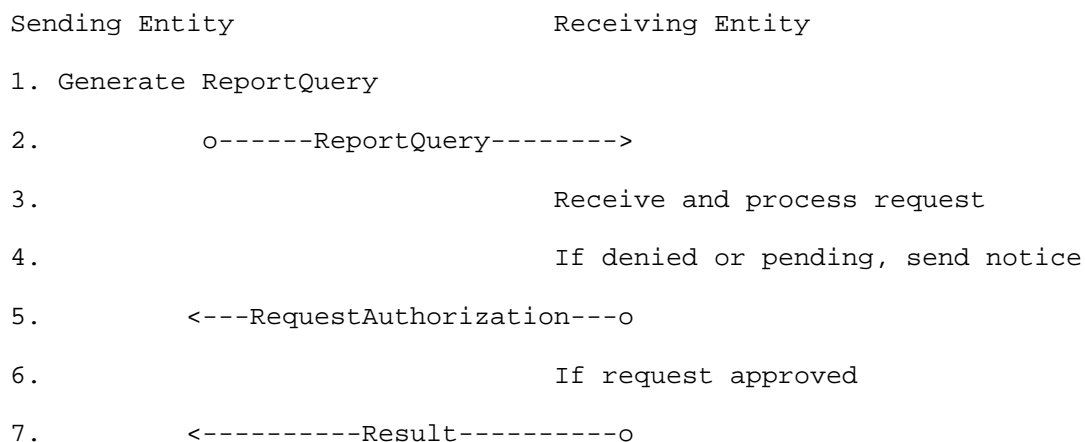 Sending Entity                      Receiving Entity
1. Generate ReportQuery
2.          o------ReportQuery-------->
3.                                  Receive and process request
4.                                  If denied or pending, send notice
5.         <---RequestAuthorization---o
6.                                  If request approved
7.         <----------Result----------o